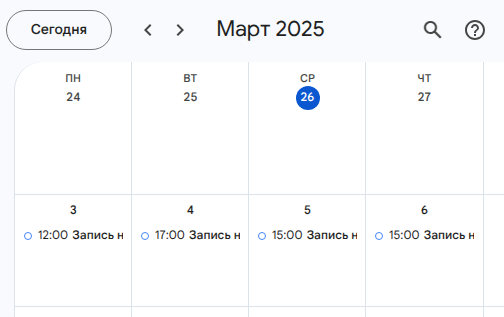 Сегодня
Март 2025
ПН ВТ СР ЧТ
24 25 26 27
3 4 5 6
12:00 Запись н 17:00 Запись н 15:00 Запись н 15:00 Запись н